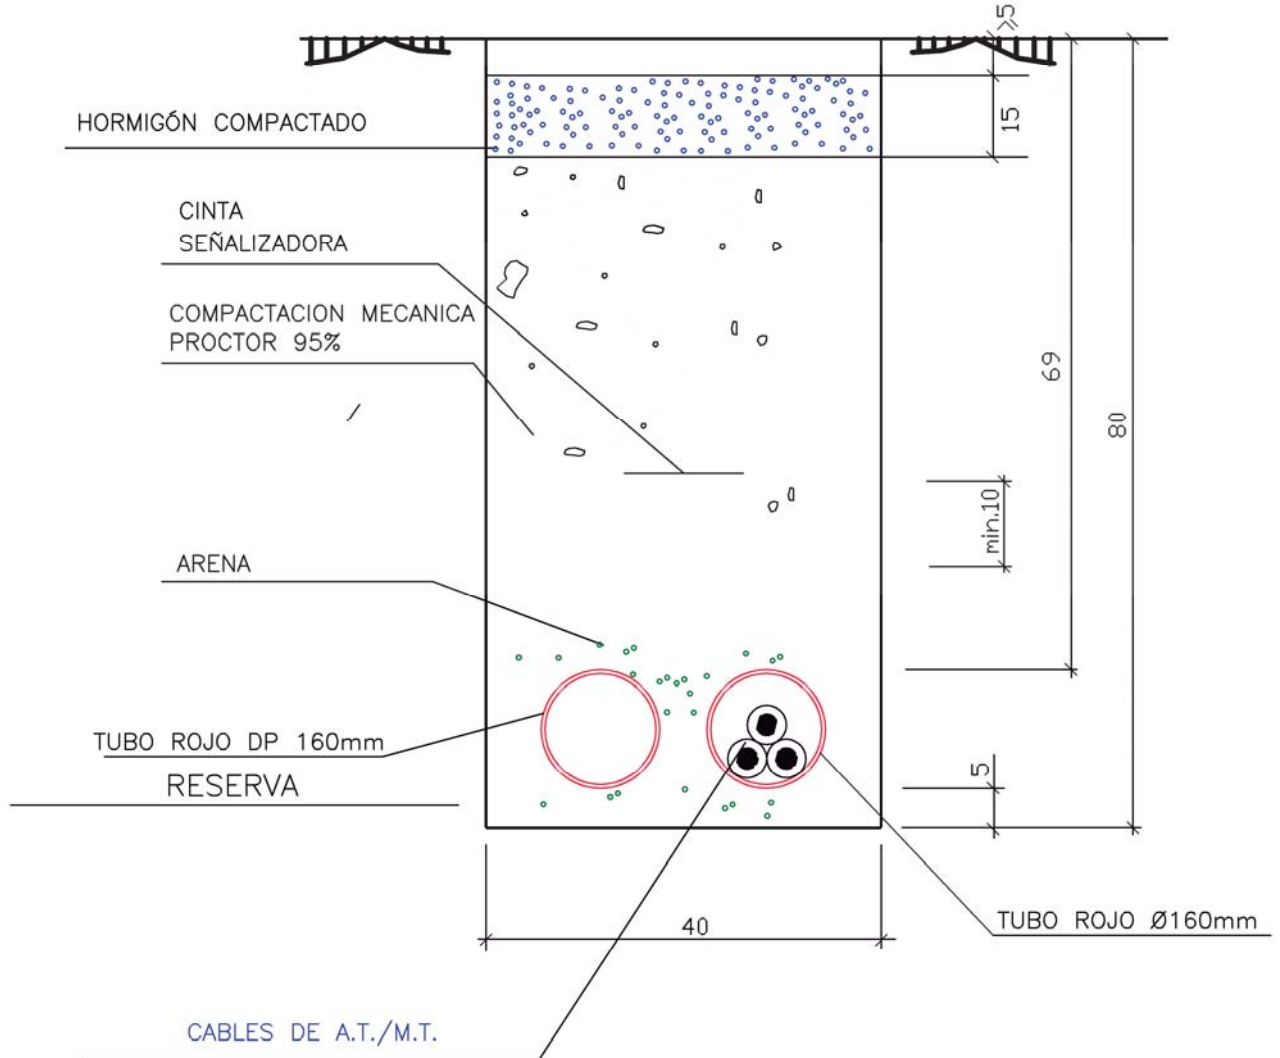 ⩾5
HORMIGÓN COMPACTADO
15
CINTA
SEÑALIZADORA
COMPACTACION MECANICA
PROCTOR 95%
69
80
min.10
ARENA
TUBO ROJO DP 160mm
RESERVA
5
40
TUBO ROJO Ø160mm
CABLES DE A.T./M.T.